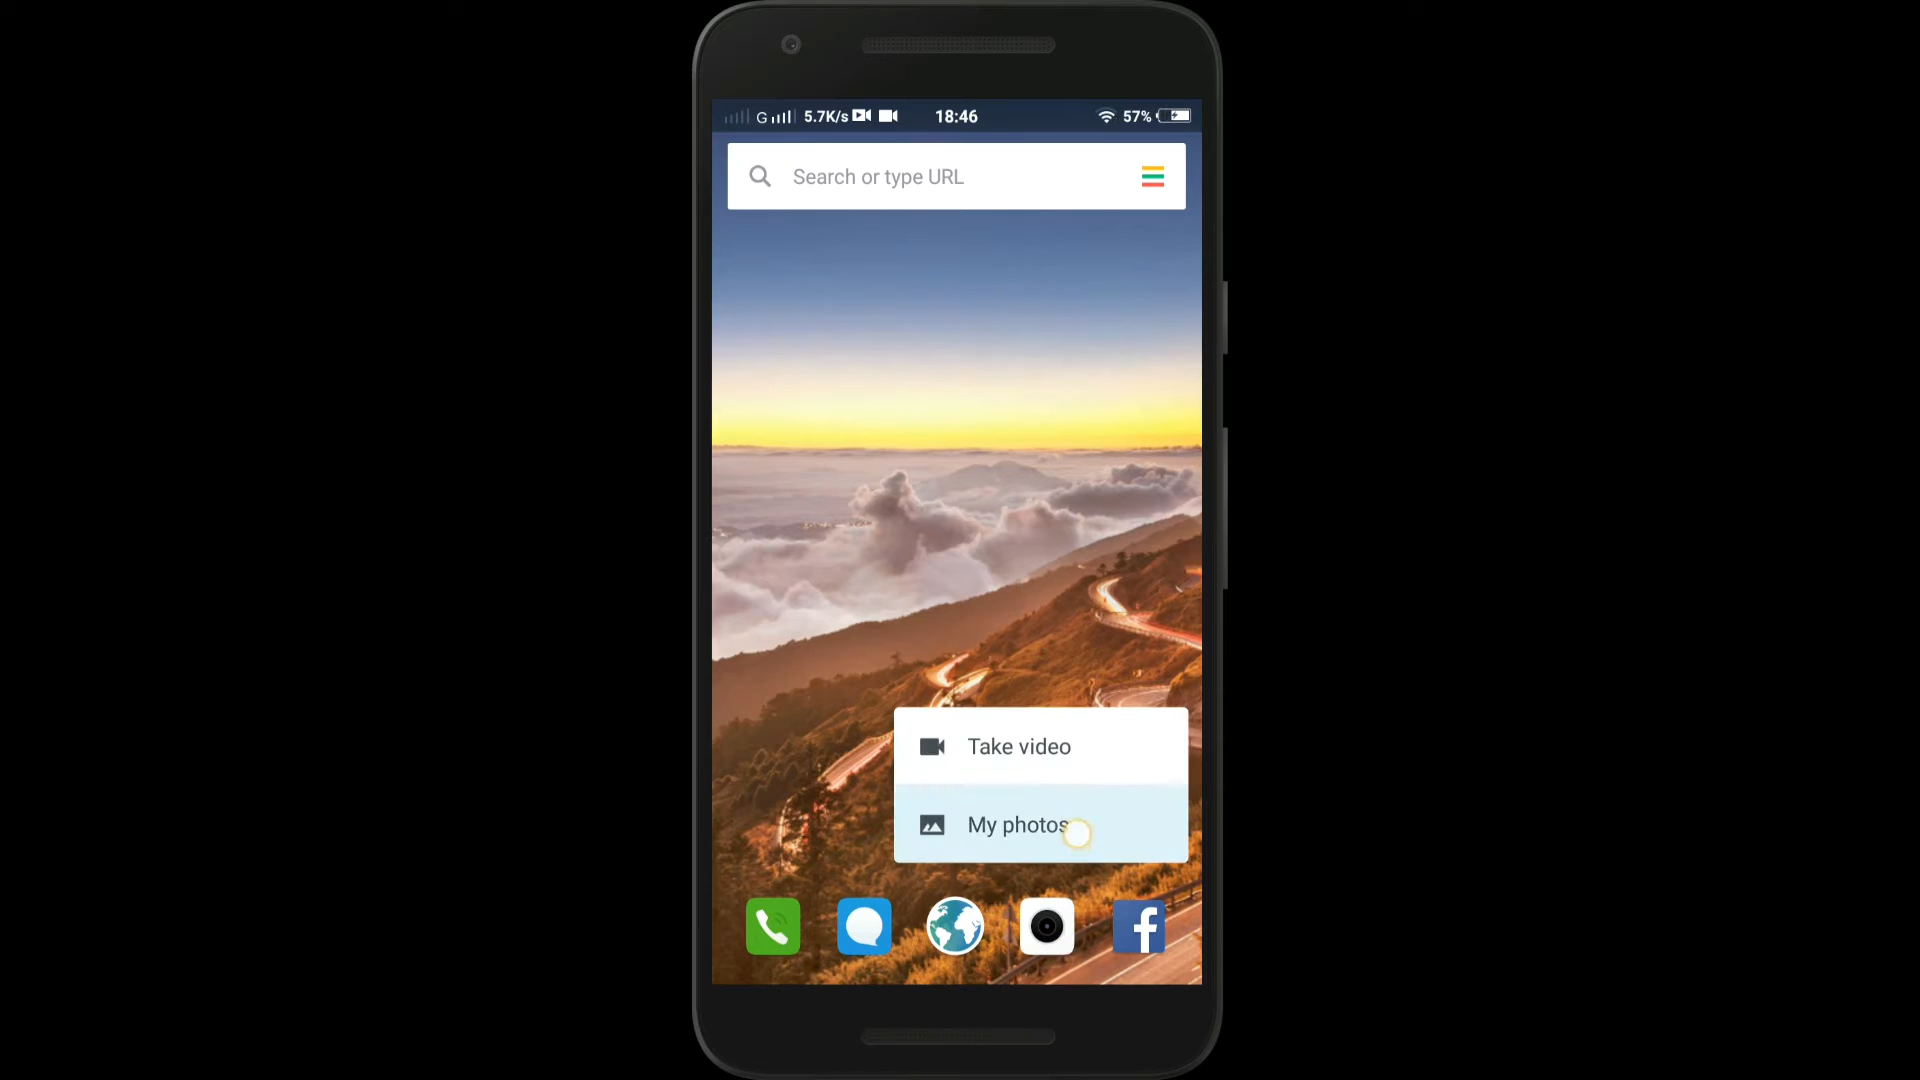 G 5.7K/s 18:46 57%
Search or type URL
Take video
My photos
f